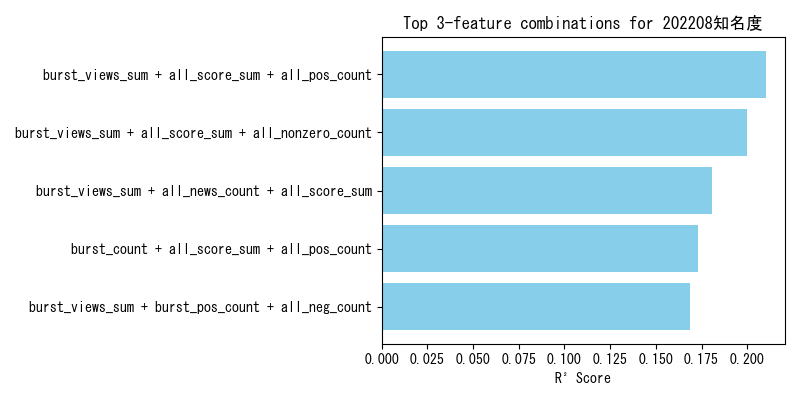 Top 3-feature combinations for 202208知名度
burst_views_sum + all_score_sum + all_pos_count
burst_views_sum + all_score_sum + all_nonzero_count
burst_views_sum + all_news_count + all_score_sum
burst_count + all_score_sum + all_pos_count
burst_views_sum + burst_pos_count + all_neg_count
0.000 0.025 0.050 0.075 0.100 0.125 0.150 0.175 0.200
R² Score